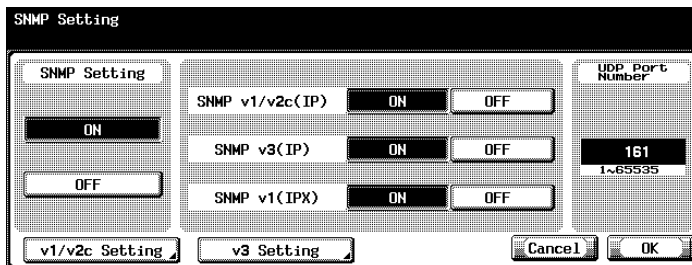 SNMP Setting
SNMP Setting
ON
OFF
SNMP v1/v2c(IP) ON OFF
SNMP v3(IP) ON OFF
SNMP v1(IPX) ON OFF
UDP Port
Number
161
1~65535
v1/v2c Setting
v3 Setting
Cancel
OK